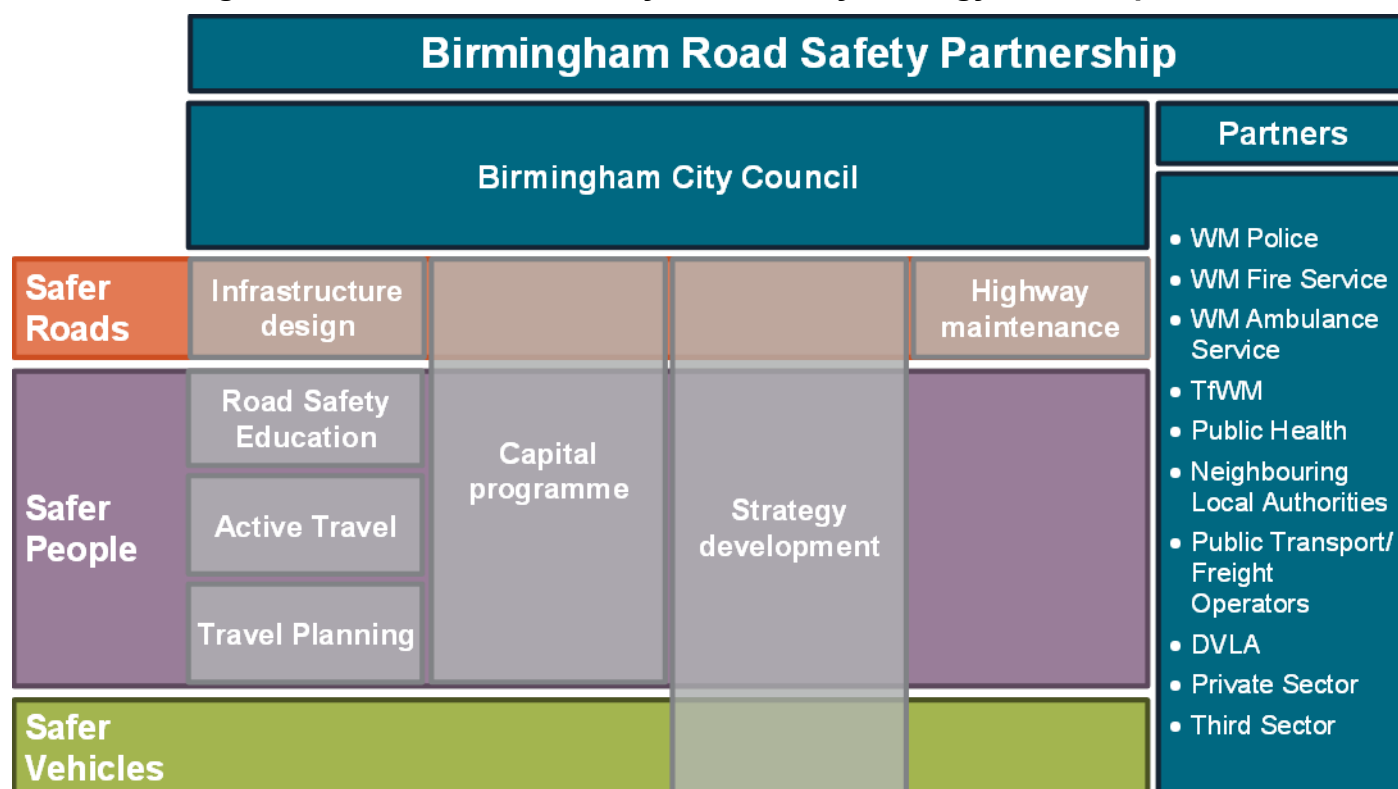 Birmingham Road Safety Partnership
Birmingham City Council
Partners
Safer
Roads
Infrastructure
design
Highway
maintenance
Safer
People
Road Safety
Education
Active Travel
Travel Planning
Capital
programme
Strategy
development
Safer
Vehicles
• WM Police
• WM Fire Service
• WM Ambulance
Service
• TfWM
• Public Health
• Neighbouring
Local Authorities
• Public Transport/
Freight
Operators
• DVLA
• Private Sector
• Third Sector